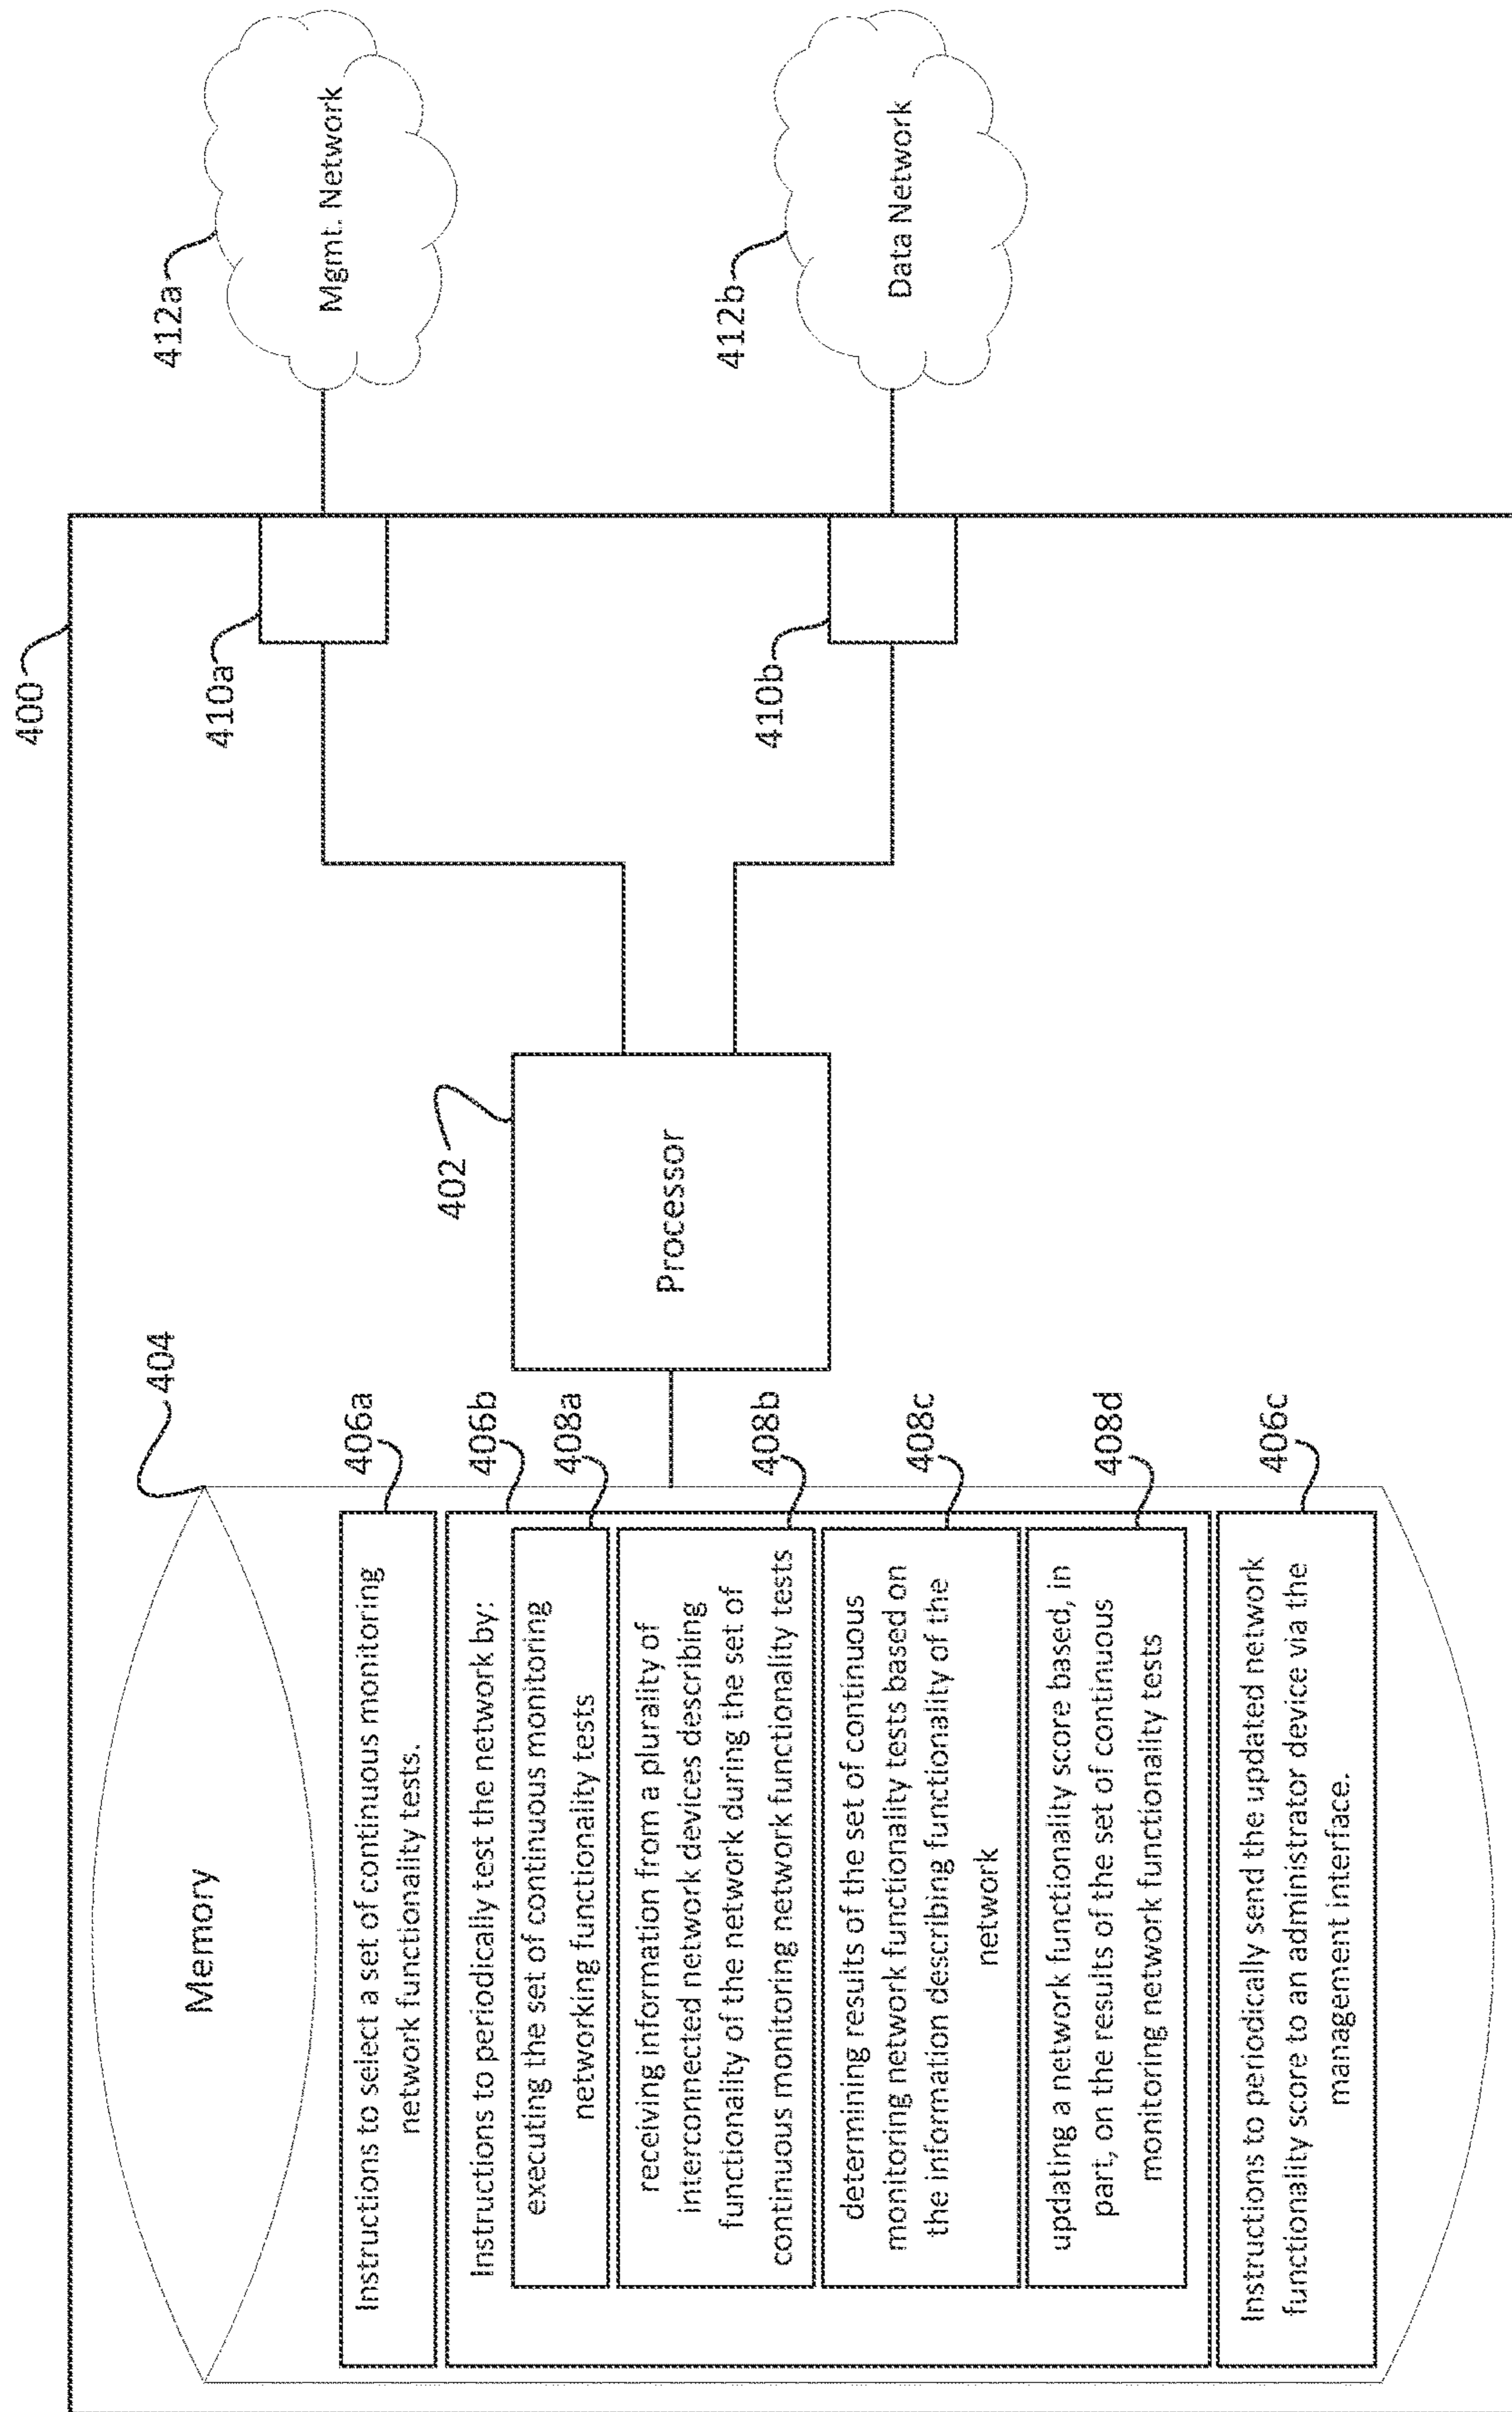 400
404
Memory
406a
Instructions to select a set of continuous monitoring
network functionality tests.
406b
Instructions to periodically test the network by:
408a
executing the set of continuous monitoring
networking functionality tests
408b
receiving information from a plurality of
interconnected network devices describing
functionality of the network during the set of
continuous monitoring network functionality tests
408c
determining results of the set of continuous
monitoring network functionality tests based on
the information describing functionality of the
network
408d
updating a network functionality score based, in
part, on the results of the set of continuous
monitoring network functionality tests
406c
Instructions to periodically send the updated network
functionality score to an administrator device via the
management interface.
402
Processor
410a
410b
412a
Mgmt. Network
412b
Data Network